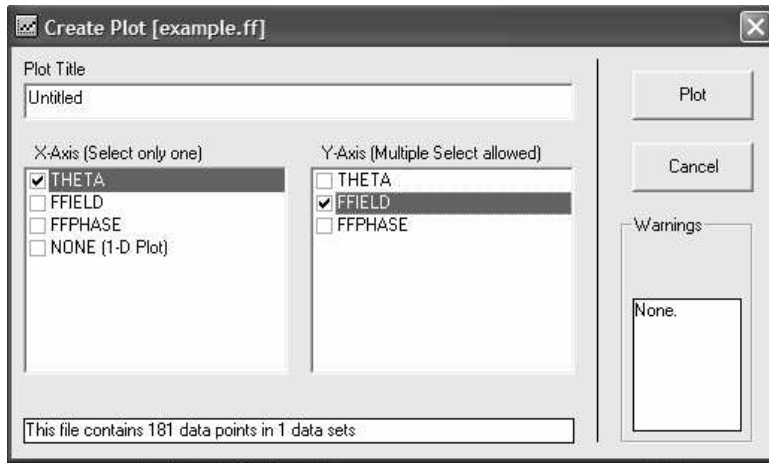 Create Plot [example.ff]
Plot Title
Untitled
X-Axis (Select only one)
THETA
FFIELD
FFPHASE
NONE (1-D Plot)
Y-Axis (Multiple Select allowed)
THETA
FFIELD
FFPHASE
This file contains 181 data points in 1 data sets
Plot
Cancel
Warnings
None.